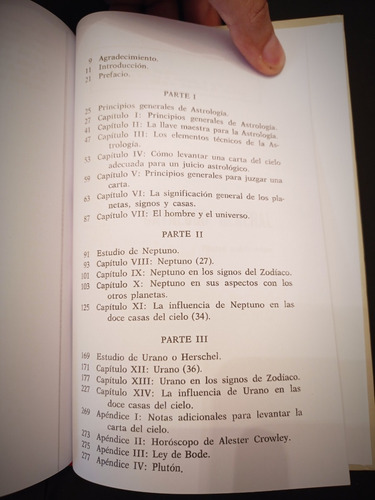 9 Agradecimiento.
11 Introducción.
21 Prefacio.
PARTE I
25 Principios generales de Astrología.
27 Capítulo I: Principios generales de Astrología.
41 Capítulo II: La llave maestra para la Astrología.
47 Capítulo III: Los elementos técnicos de la As-
trología.
53 Capítulo IV: Cómo levantar una carta del cielo
adecuada para un juicio astrológico.
59 Capítulo V: Principios generales para juzgar una
carta.
83 Capítulo VI: La significación general de los pla-
netas, signos y casas.
87 Capítulo VII: El hombre y el universo.
PARTE II
91 Estudio de Neptuno.
93 Capítulo VIII: Neptuno (27).
101 Capítulo IX: Neptuno en los signos del Zodíaco.
103 Capítulo X: Neptuno en sus aspectos con los
otros planetas.
125 Capítulo XI: La influencia de Neptuno en las
doce casas del cielo (34).
PARTE III
169 Estudio de Urano o Herschel.
171 Capítulo XII: Urano (36).
177 Capítulo XIII: Urano en los signos de Zodíaco.
227 Capítulo XIV: La influencia de Urano en las
doce casas del cielo.
269 Apéndice I: Notas adicionales para levantar la
carta del cielo.
273 Apéndice II: Horóscopo de Alester Crowley.
275 Apéndice III: Ley de Bode.
277 Apéndice IV: Plutón.